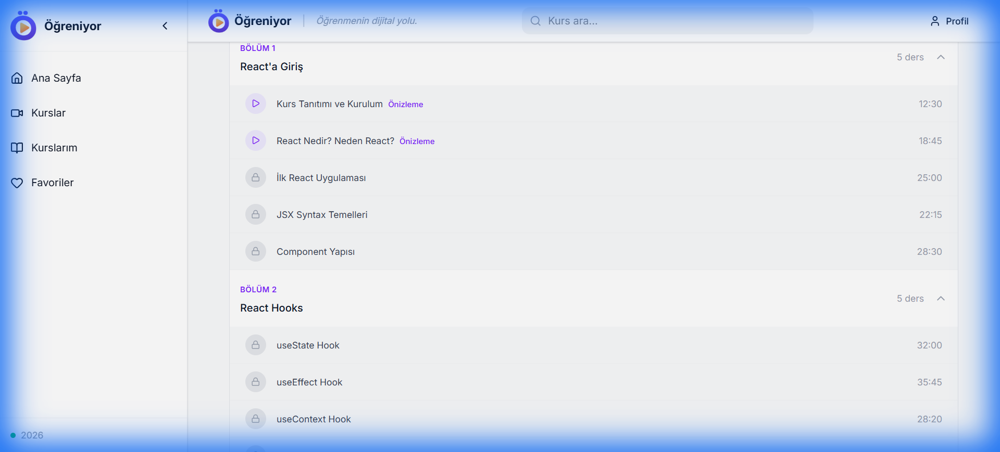 Öğreniyor
Ana Sayfa
Kurslar
Kurslarım
Favoriler
2026
Öğreniyor
Öğrenmenin dijital yolu.
Kurs ara...
Profil
BÖLÜM 1
React'a Giriş
5 ders
Kurs Tanıtımı ve Kurulum Önizleme 12:30
React Nedir? Neden React? Önizleme 18:45
İlk React Uygulaması 25:00
JSX Syntax Temelleri 22:15
Component Yapısı 28:30
BÖLÜM 2
React Hooks
5 ders
useState Hook 32:00
useEffect Hook 35:45
useContext Hook 28:20